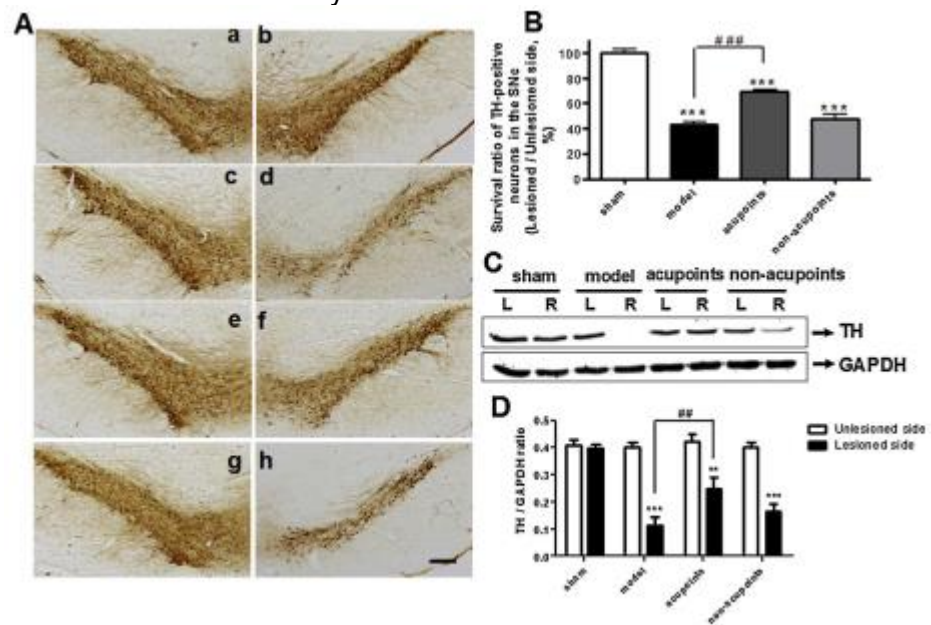 A
a
b
c
d
e
f
g
h
B
Survival ratio of TH-positive
neurons in the SNc
(Lesioned / Unlesioned side,
%)
100
80
60
40
20
0
###
***
***
***
sham
model
acupoints
non-acupoints
C
sham model acupoints non-acupoints
L R L R L R L R
TH
GAPDH
D
TH / GAPDH ratio
0.5
0.4
0.3
0.2
0.1
0.0
##
***
**
***
sham
model
acupoints
non-acupoints
Unlesioned side
Lesioned side